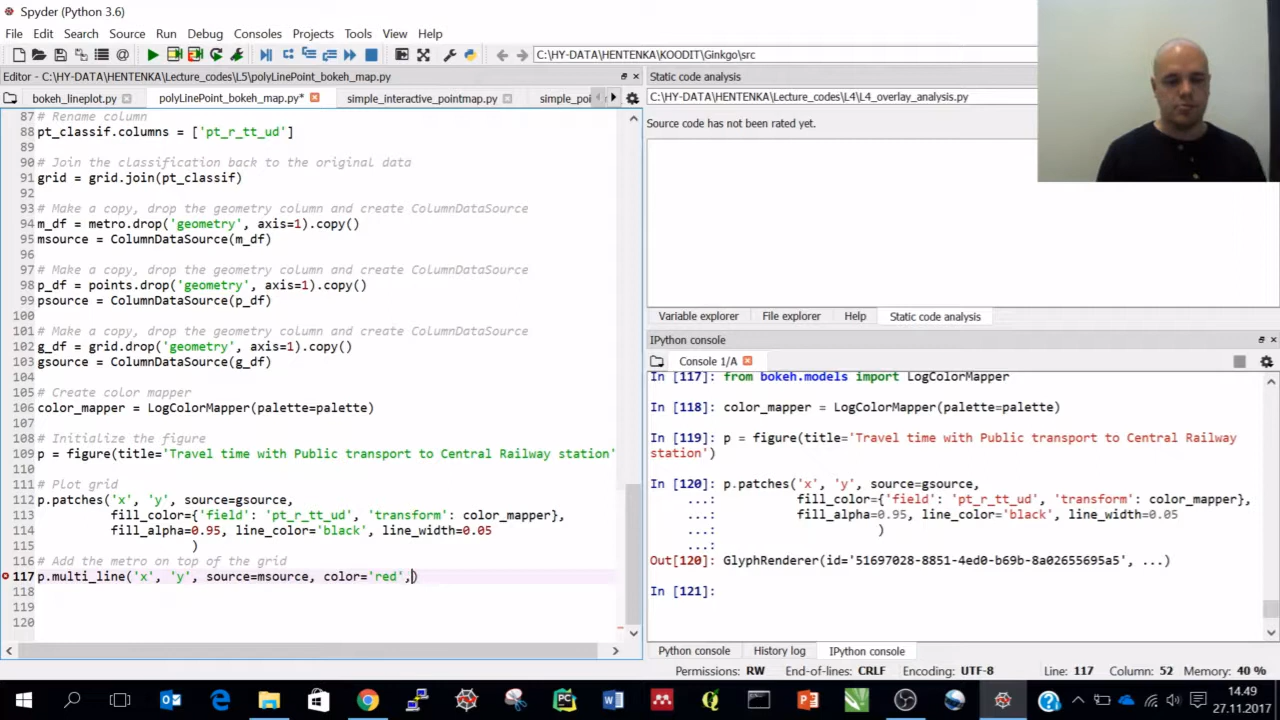 Spyder (Python 3.6)
File Edit Search Source Run Debug Consoles Projects Tools View Help
C:\HY-DATA\HENTENKA\KOODIT\Ginkgo\src
Editor - C:\HY-DATA\HENTENKA\Lecture_codes\L5\polyLinePoint_bokeh_map.py
bokeh_lineplot.py polyLinePoint_bokeh_map.py* simple_interactive_pointmap.py simple_poi
87 # Rename column
88 pt_classif.columns = ['pt_r_tt_ud']
89
90 # Join the classification back to the original data
91 grid = grid.join(pt_classif)
92
93 # Make a copy, drop the geometry column and create ColumnDataSource
94 m_df = metro.drop('geometry', axis=1).copy()
95 msource = ColumnDataSource(m_df)
96
97 # Make a copy, drop the geometry column and create ColumnDataSource
98 p_df = points.drop('geometry', axis=1).copy()
99 psource = ColumnDataSource(p_df)
100
101 # Make a copy, drop the geometry column and create ColumnDataSource
102 g_df = grid.drop('geometry', axis=1).copy()
103 gsource = ColumnDataSource(g_df)
104
105 # Create color mapper
106 color_mapper = LogColorMapper(palette=palette)
107
108 # Initialize the figure
109 p = figure(title='Travel time with Public transport to Central Railway station'
110
111 # Plot grid
112 p.patches('x', 'y', source=gsource,
113 fill_color={'field': 'pt_r_tt_ud', 'transform': color_mapper},
114 fill_alpha=0.95, line_color='black', line_width=0.05
115 )
116 # Add the metro on top of the grid
117 p.multi_line('x', 'y', source=msource, color='red',)
118
119
120
Static code analysis
C:\HY-DATA\HENTENKA\Lecture_codes\L4\L4_overlay_analysis.py
Source code has not been rated yet.
Variable explorer File explorer Help Static code analysis
IPython console
Console 1/A
In [117]: from bokeh.models import LogColorMapper
In [118]: color_mapper = LogColorMapper(palette=palette)
In [119]: p = figure(title='Travel time with Public transport to Central Railway
station')
In [120]: p.patches('x', 'y', source=gsource,
...: fill_color={'field': 'pt_r_tt_ud', 'transform': color_mapper},
...: fill_alpha=0.95, line_color='black', line_width=0.05
...: )
...:
Out[120]: GlyphRenderer(id='51697028-8851-4ed0-b69b-8a02655695a5', ...)
In [121]:
Python console History log IPython console
Permissions: RW End-of-lines: CRLF Encoding: UTF-8 Line: 117 Column: 52 Memory: 40 %
14.49
27.11.2017